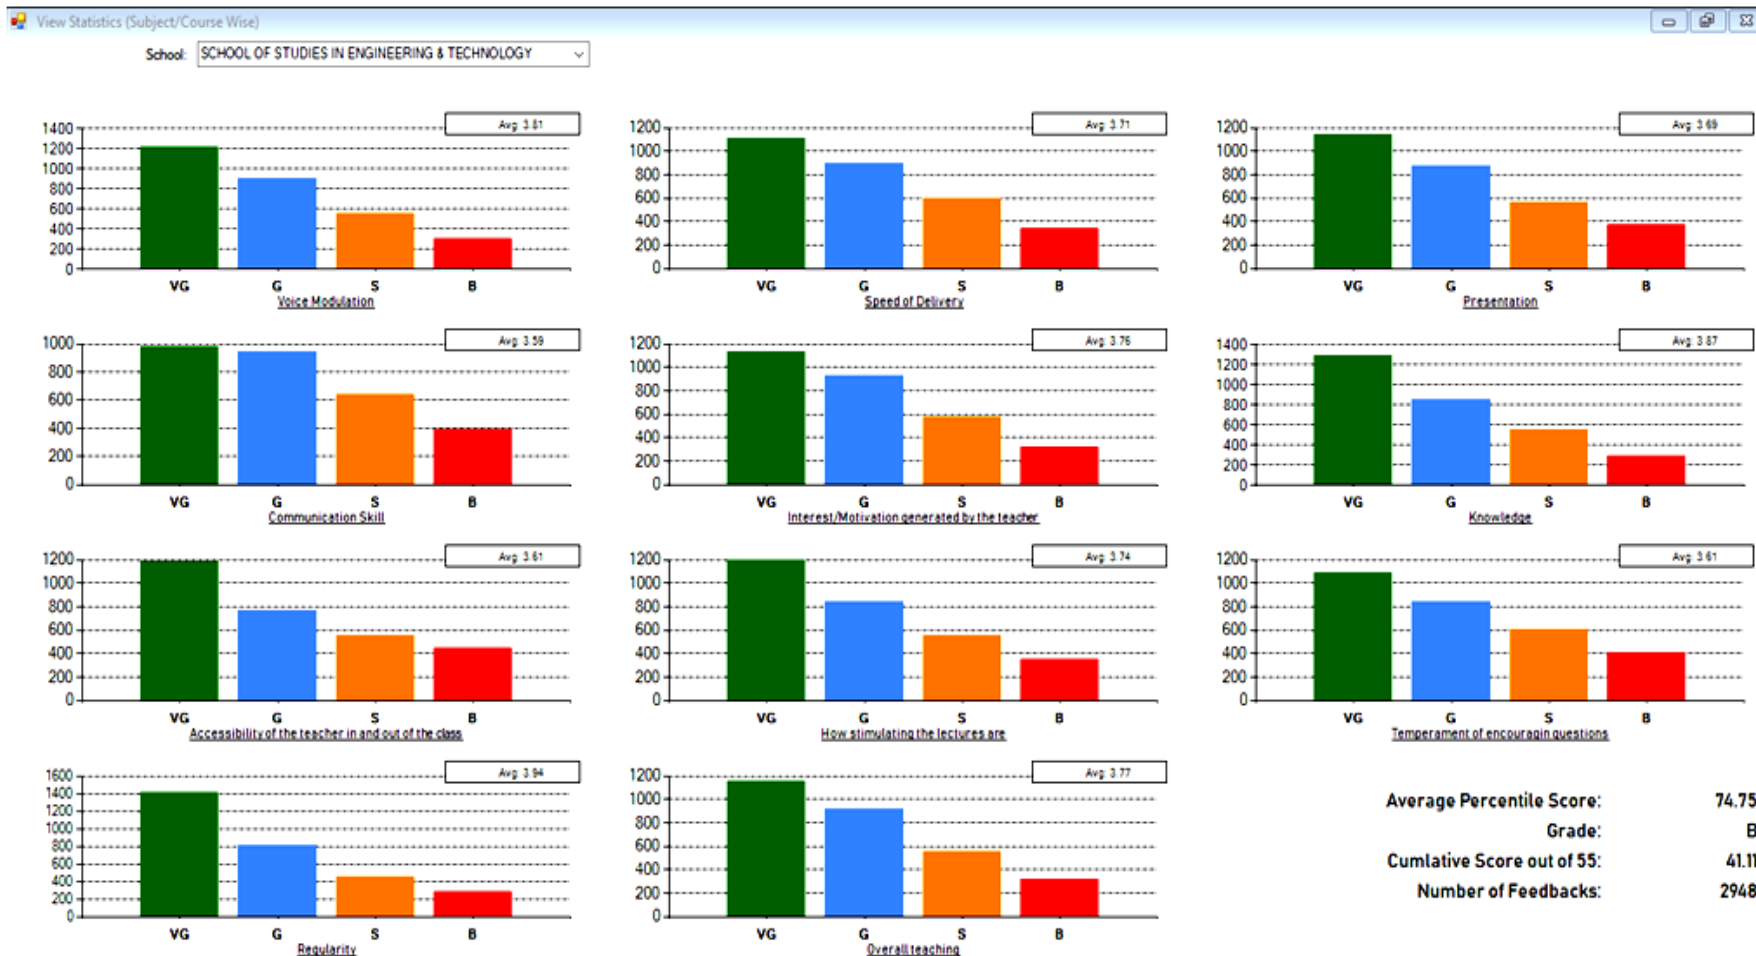 View Statistics (Subject/Course Wise)
School: SCHOOL OF STUDIES IN ENGINEERING & TECHNOLOGY
Avg 3.81
1400
1200
1000
800
600
400
200
0
VG G S B
Voice Modulation
Avg 3.71
1200
1000
800
600
400
200
0
VG G S B
Speed of Delivery
Avg 3.69
1200
1000
800
600
400
200
0
VG G S B
Presentation
Avg 3.59
1000
800
600
400
200
0
VG G S B
Communication Skill
Avg 3.76
1200
1000
800
600
400
200
0
VG G S B
Interest/Motivation generated by the teacher
Avg 3.87
1400
1200
1000
800
600
400
200
0
VG G S B
Knowledge
Avg 3.61
1200
1000
800
600
400
200
0
VG G S B
Accessibility of the teacher in and out of the class
Avg 3.74
1200
1000
800
600
400
200
0
VG G S B
How stimulating the lectures are
Avg 3.61
1200
1000
800
600
400
200
0
VG G S B
Temperament of encouragin questions
Avg 3.94
1600
1400
1200
1000
800
600
400
200
0
VG G S B
Regularity
Avg 3.77
1200
1000
800
600
400
200
0
VG G S B
Overall teaching
Average Percentile Score: 74.75
Grade: B
Cumlative Score out of 55: 41.11
Number of Feedbacks: 2948